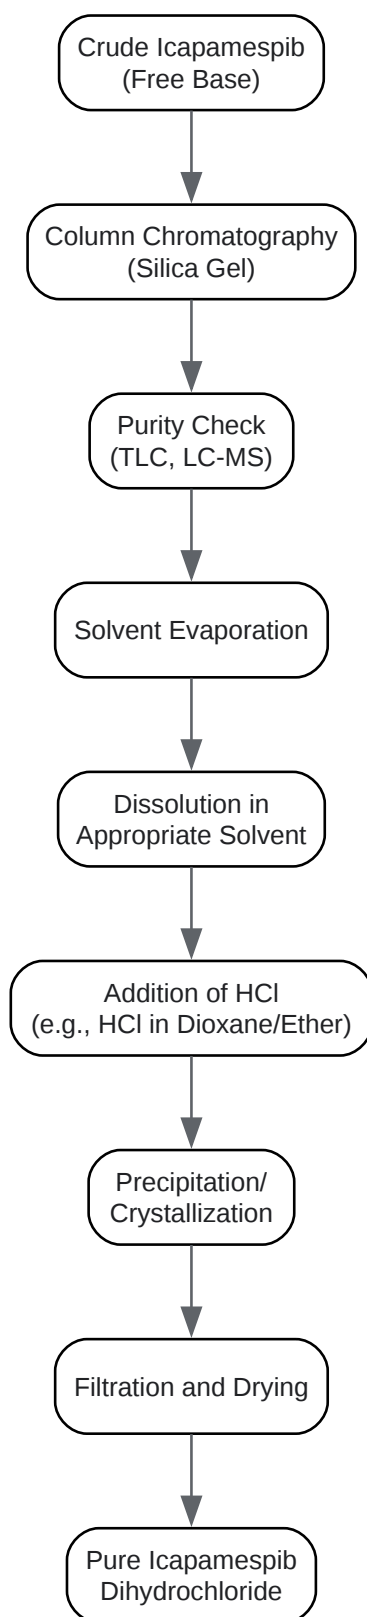 Crude Icapamespib
(Free Base)
Column Chromatography
(Silica Gel)
Purity Check
(TLC, LC-MS)
Solvent Evaporation
Dissolution in
Appropriate Solvent
Addition of HCl
(e.g., HCl in Dioxane/Ether)
Precipitation/
Crystallization
Filtration and Drying
Pure Icapamespib
Dihydrochloride